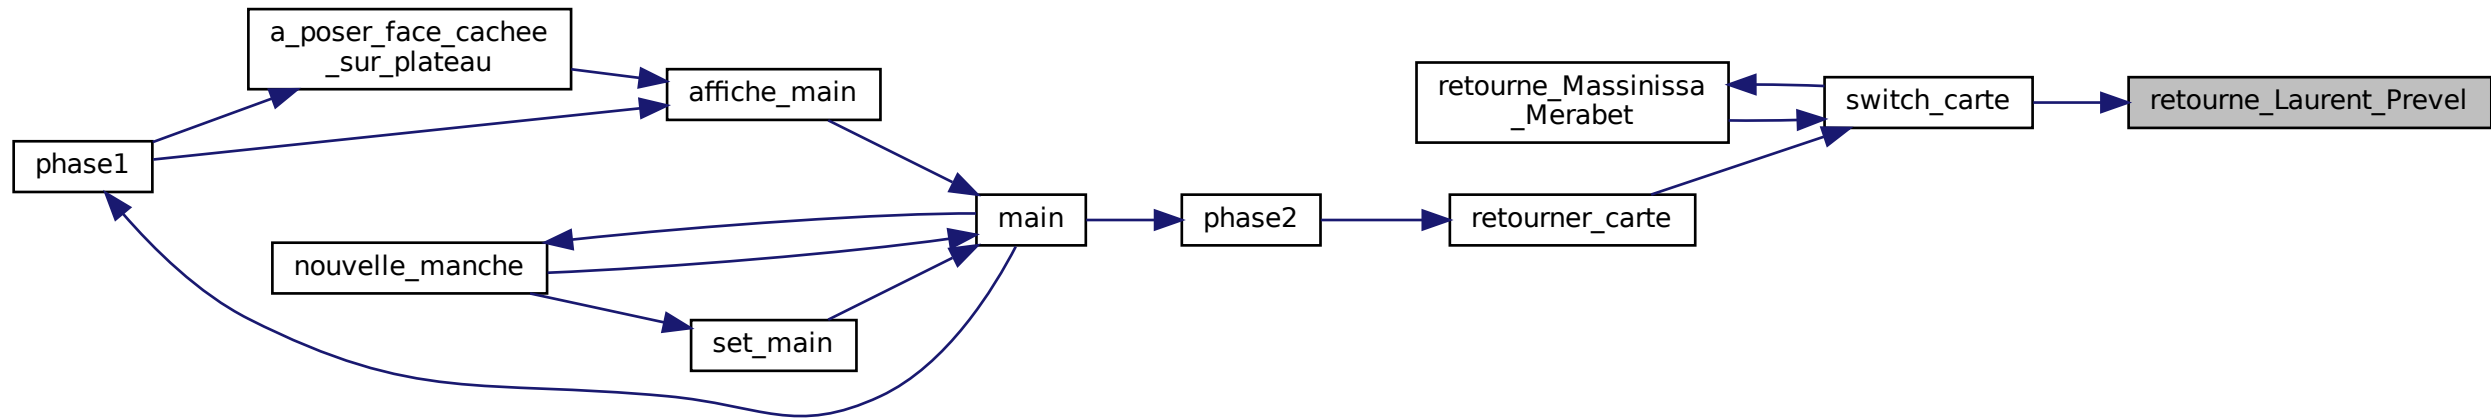 a_poser_face_cachee
_sur_plateau
affiche_main
phase1
nouvelle_manche
set_main
main
phase2
retourne_Massinissa
_Merabet
retourner_carte
switch_carte
retourne_Laurent_Prevel